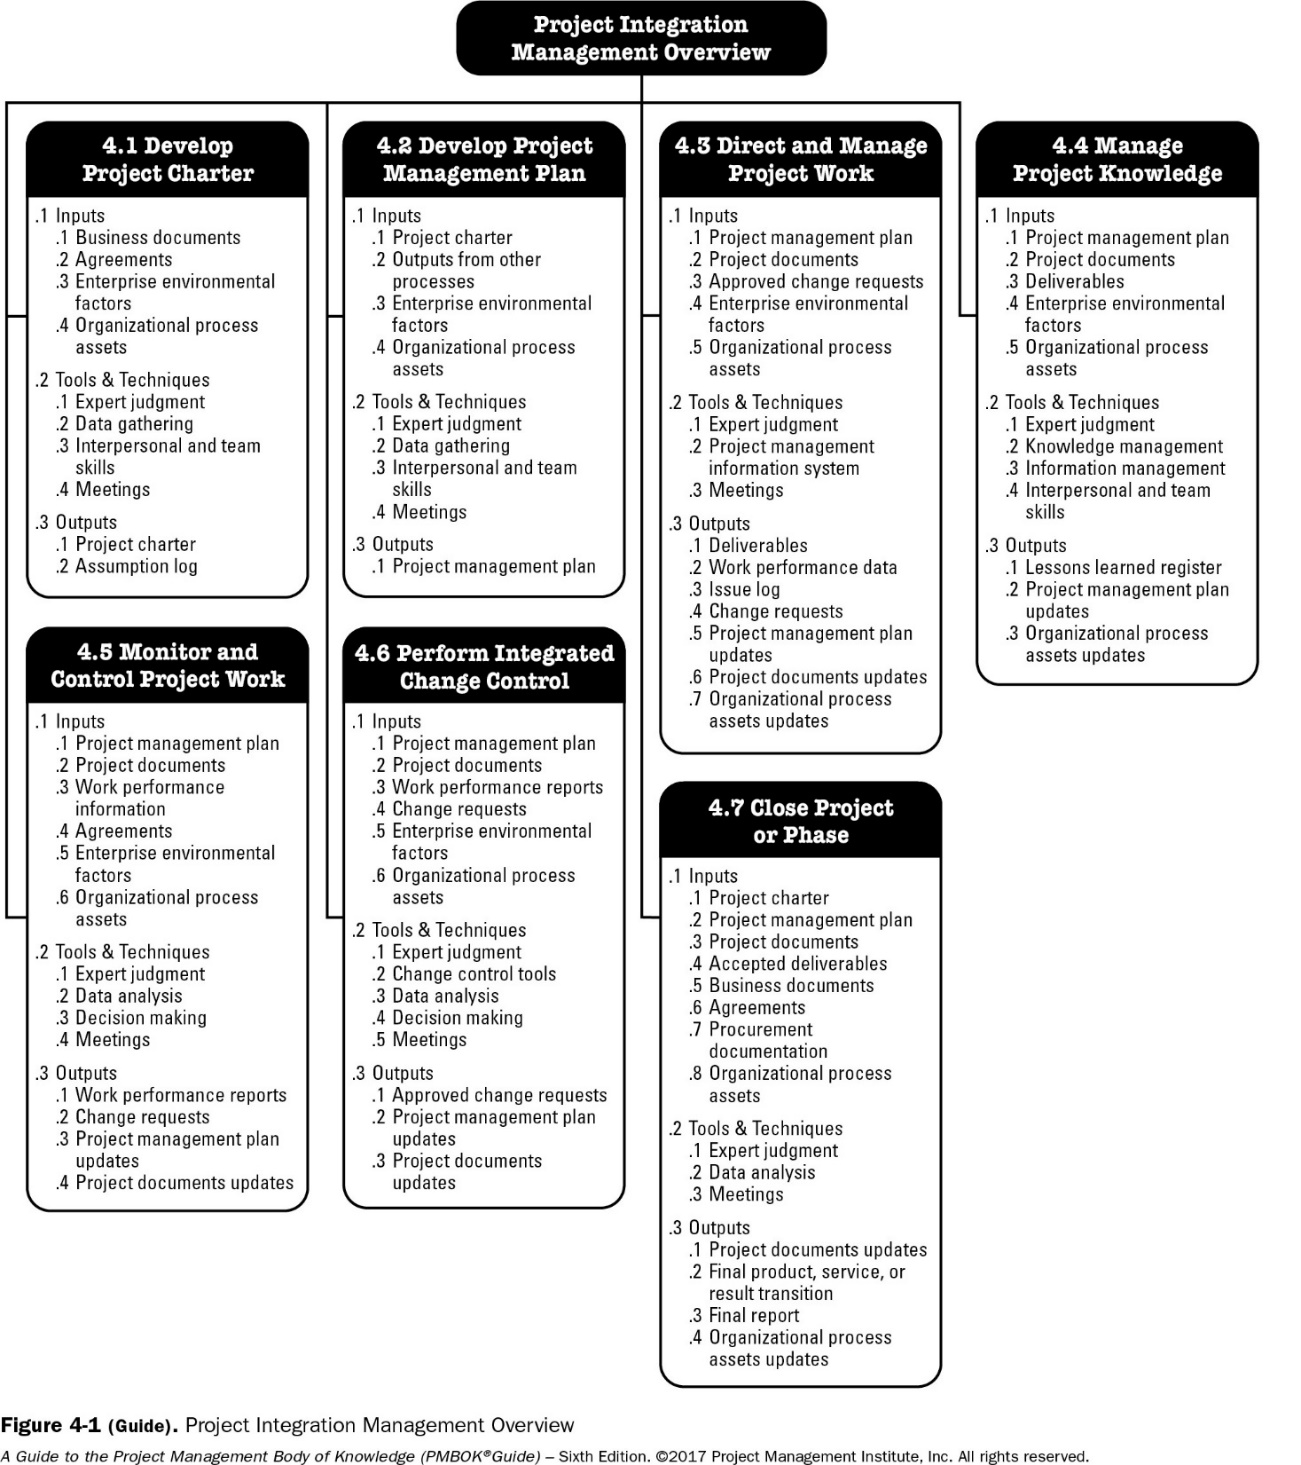 Project Integration
Management Overview
4.1 Develop
Project Charter
.1 Inputs
.1 Business documents
.2 Agreements
.3 Enterprise environmental
factors
.4 Organizational process
assets
.2 Tools & Techniques
.1 Expert judgment
.2 Data gathering
.3 Interpersonal and team
skills
.4 Meetings
.3 Outputs
.1 Project charter
.2 Assumption log
4.2 Develop Project
Management Plan
.1 Inputs
.1 Project charter
.2 Outputs from other
processes
.3 Enterprise environmental
factors
.4 Organizational process
assets
.2 Tools & Techniques
.1 Expert judgment
.2 Data gathering
.3 Interpersonal and team
skills
.4 Meetings
.3 Outputs
.1 Project management plan
4.3 Direct and Manage
Project Work
.1 Inputs
.1 Project management plan
.2 Project documents
.3 Approved change requests
.4 Enterprise environmental
factors
.5 Organizational process
assets
.2 Tools & Techniques
.1 Expert judgment
.2 Project management
information system
.3 Meetings
.3 Outputs
.1 Deliverables
.2 Work performance data
.3 Issue log
.4 Change requests
.5 Project management plan
updates
.6 Project documents updates
.7 Organizational process
assets updates
4.4 Manage
Project Knowledge
.1 Inputs
.1 Project management plan
.2 Project documents
.3 Deliverables
.4 Enterprise environmental
factors
.5 Organizational process
assets
.2 Tools & Techniques
.1 Expert judgment
.2 Knowledge management
.3 Information management
.4 Interpersonal and team
skills
.3 Outputs
.1 Lessons learned register
.2 Project management plan
updates
.3 Organizational process
assets updates
4.5 Monitor and
Control Project Work
.1 Inputs
.1 Project management plan
.2 Project documents
.3 Work performance
information
.4 Agreements
.5 Enterprise environmental
factors
.6 Organizational process
assets
.2 Tools & Techniques
.1 Expert judgment
.2 Data analysis
.3 Decision making
.4 Meetings
.3 Outputs
.1 Work performance reports
.2 Change requests
.3 Project management plan
updates
.4 Project documents updates
4.6 Perform Integrated
Change Control
.1 Inputs
.1 Project management plan
.2 Project documents
.3 Work performance reports
.4 Change requests
.5 Enterprise environmental
factors
.6 Organizational process
assets
.2 Tools & Techniques
.1 Expert judgment
.2 Change control tools
.3 Data analysis
.4 Decision making
.5 Meetings
.3 Outputs
.1 Approved change requests
.2 Project management plan
updates
.3 Project documents
updates
4.7 Close Project
or Phase
.1 Inputs
.1 Project charter
.2 Project management plan
.3 Project documents
.4 Accepted deliverables
.5 Business documents
.6 Agreements
.7 Procurement
documentation
.8 Organizational process
assets
.2 Tools & Techniques
.1 Expert judgment
.2 Data analysis
.3 Meetings
.3 Outputs
.1 Project documents updates
.2 Final product, service, or
result transition
.3 Final report
.4 Organizational process
assets updates
Figure 4-1 (Guide). Project Integration Management Overview
A Guide to the Project Management Body of Knowledge (PMBOK® Guide) – Sixth Edition. ©2017 Project Management Institute, Inc. All rights reserved.